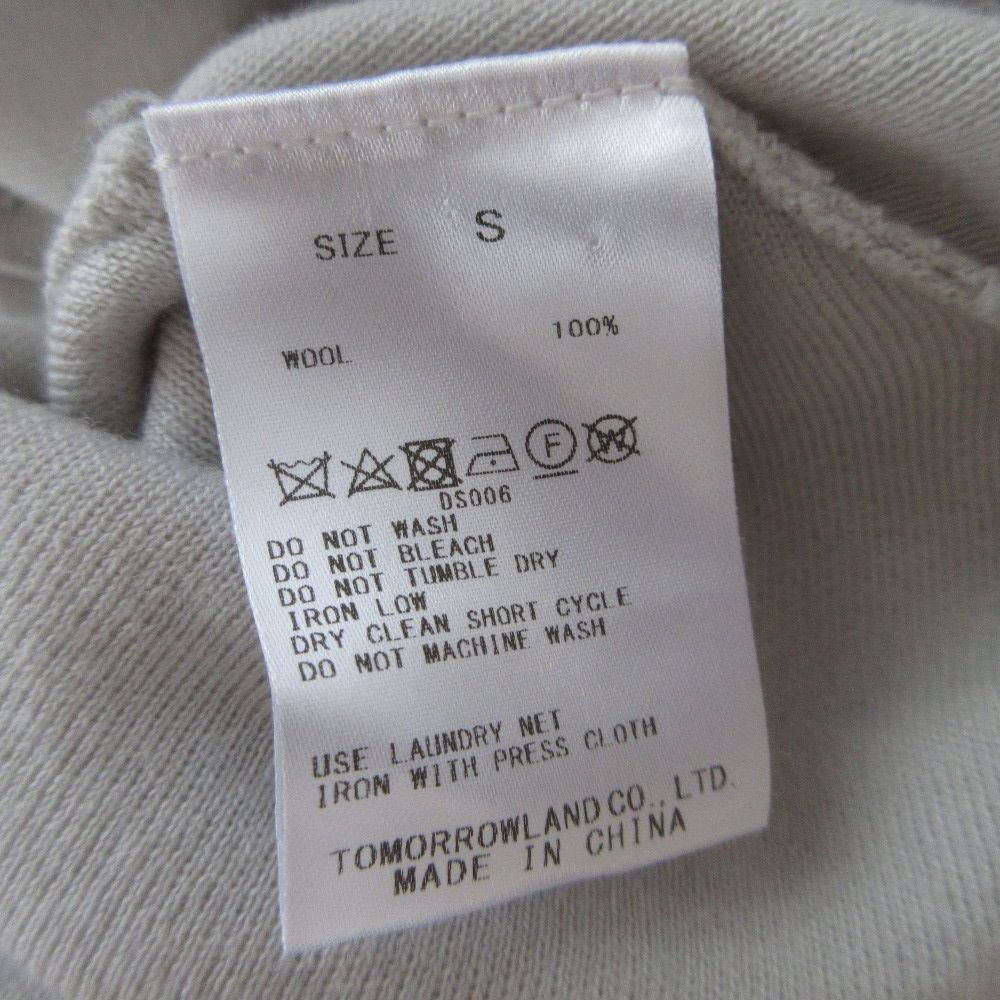 SIZE S
WOOL 100%
F W
DS006
DO NOT WASH
DO NOT BLEACH
DO NOT TUMBLE DRY
IRON LOW
DRY CLEAN SHORT CYCLE
DO NOT MACHINE WASH
USE LAUNDRY NET
IRON WITH PRESS CLOTH
TOMORROWLAND CO., LTD.
MADE IN CHINA